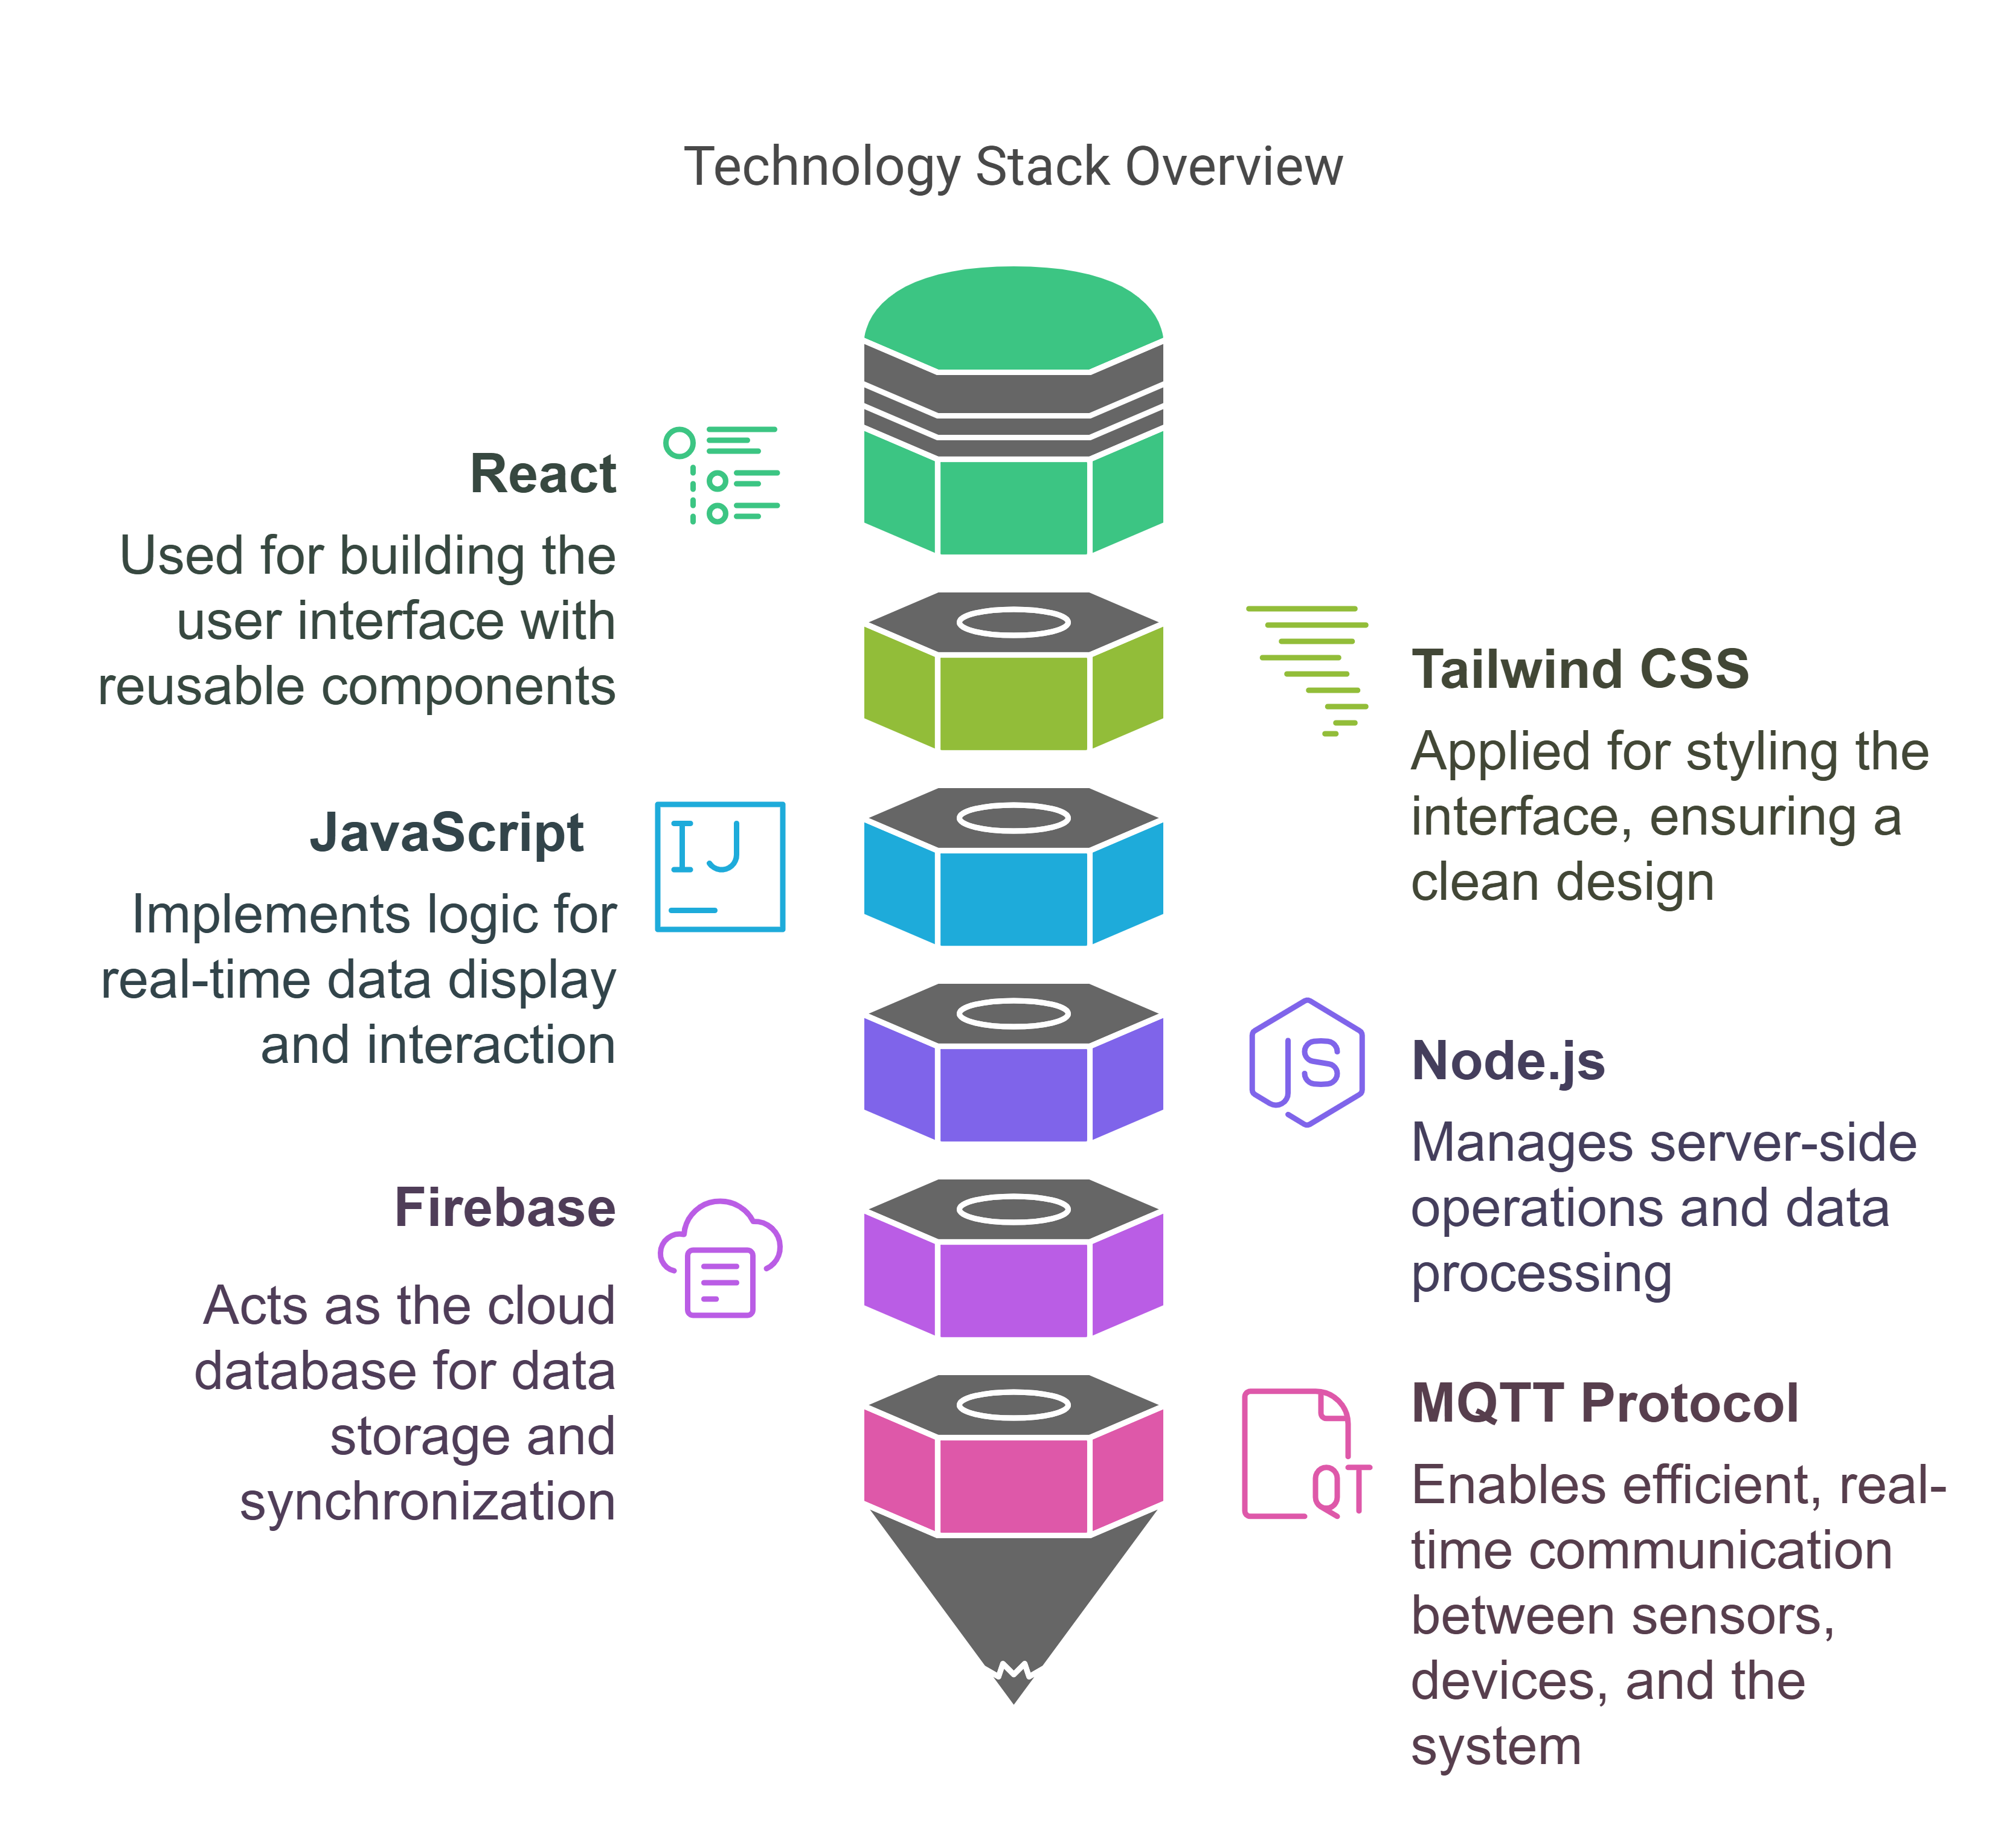 Technology Stack Overview
React
Used for building the
user interface with
reusable components
Tailwind CSS
Applied for styling the
interface, ensuring a
clean design
JavaScript
Implements logic for
real-time data display
and interaction
IJ
Node.js
Manages server-side
operations and data
processing
JS
Firebase
Acts as the cloud
database for data
storage and
synchronization
MQTT Protocol
Enables efficient, real-
time communication
between sensors,
devices, and the
system
QT